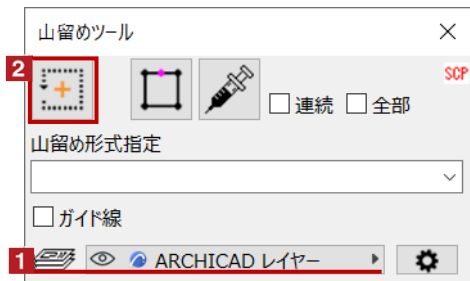 山留めツール
2
SCP
連続 全部
山留め形式指定
ガイド線
1 ARCHICAD レイヤー